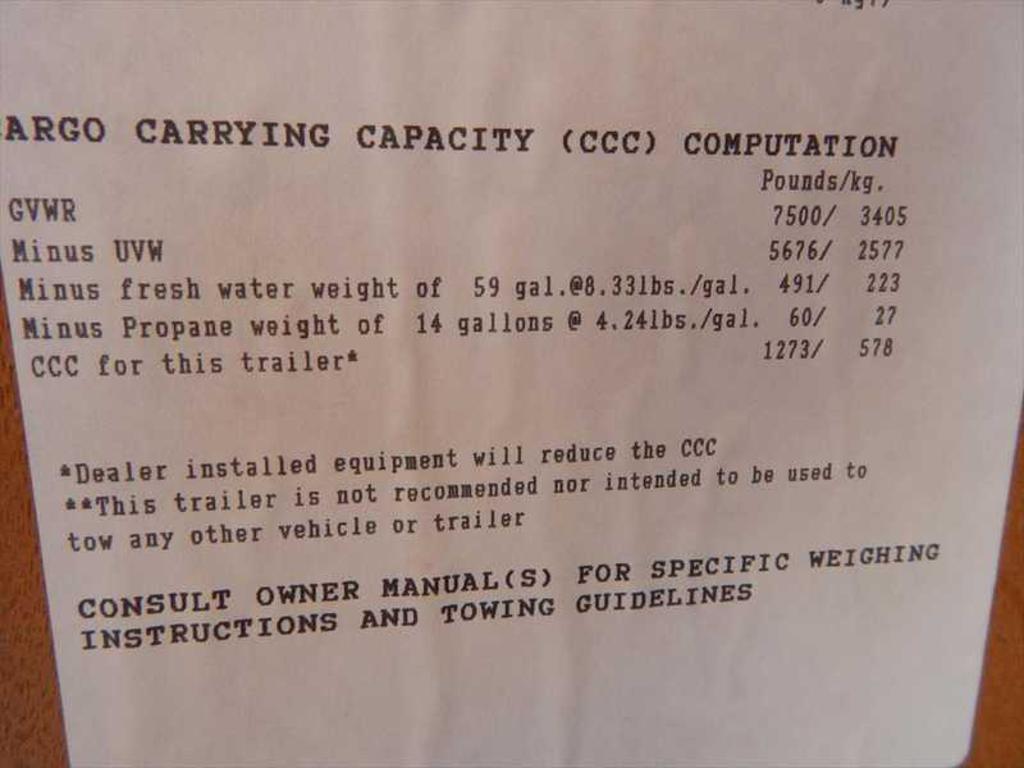 ARGO CARRYING CAPACITY (CCC) COMPUTATION
Pounds/kg.
GVWR 7500/ 3405
Minus UVW 5676/ 2577
Minus fresh water weight of 59 gal.@8.33lbs./gal. 491/ 223
Minus Propane weight of 14 gallons @ 4.24lbs./gal. 60/ 27
CCC for this trailer* 1273/ 578
*Dealer installed equipment will reduce the CCC
**This trailer is not recommended nor intended to be used to
tow any other vehicle or trailer
CONSULT OWNER MANUAL(S) FOR SPECIFIC WEIGHING
INSTRUCTIONS AND TOWING GUIDELINES